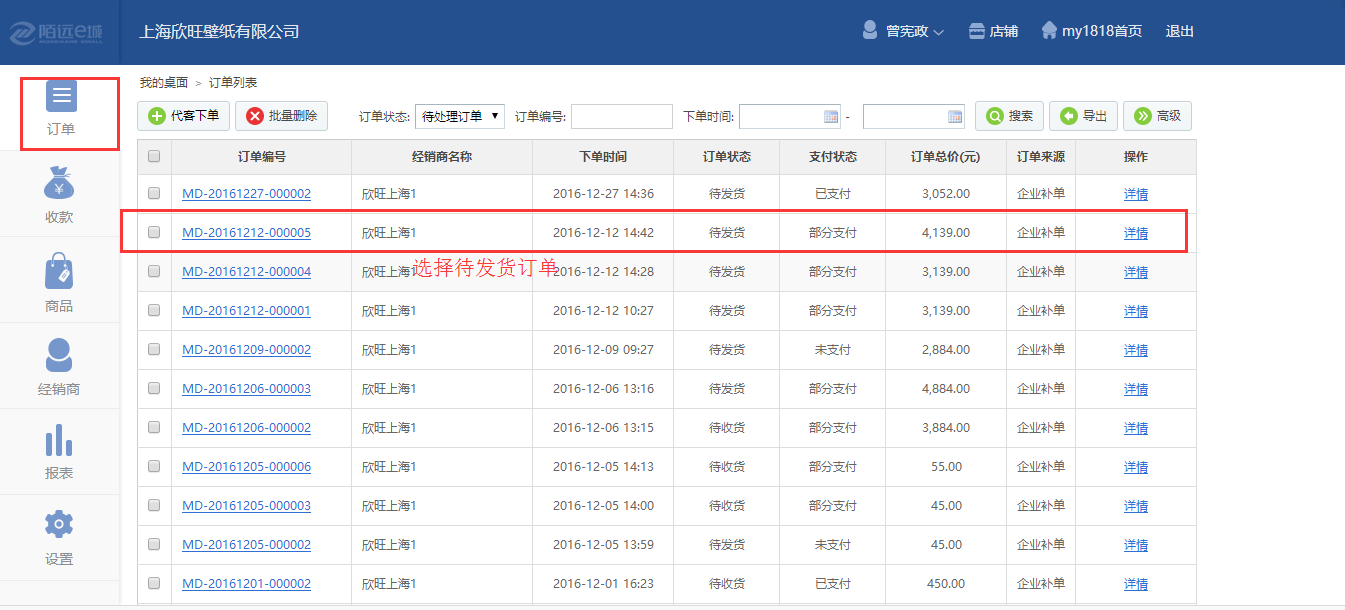 陌远e城
上海欣旺壁纸有限公司
曾宪政 店铺 my1818首页 退出
订单
收款
商品
经销商
报表
设置
我的桌面 > 订单列表
代客下单 批量删除 订单状态: 待处理订单 ▼ 订单编号: 下单时间: - 搜索 导出 高级
订单编号 经销商名称 下单时间 订单状态 支付状态 订单总价(元) 订单来源 操作
MD-20161227-000002 欣旺上海1 2016-12-27 14:36 待发货 已支付 3,052.00 企业补单 详情
MD-20161212-000005 欣旺上海1 2016-12-12 14:42 待发货 部分支付 4,139.00 企业补单 详情
选择待发货订单
MD-20161212-000004 欣旺上海1 2016-12-12 14:28 待发货 部分支付 3,139.00 企业补单 详情
MD-20161212-000001 欣旺上海1 2016-12-12 10:27 待发货 部分支付 3,139.00 企业补单 详情
MD-20161209-000002 欣旺上海1 2016-12-09 09:27 待发货 未支付 2,884.00 企业补单 详情
MD-20161206-000003 欣旺上海1 2016-12-06 13:16 待发货 部分支付 4,884.00 企业补单 详情
MD-20161206-000002 欣旺上海1 2016-12-06 13:15 待收货 部分支付 3,884.00 企业补单 详情
MD-20161205-000006 欣旺上海1 2016-12-05 14:13 待收货 部分支付 55.00 企业补单 详情
MD-20161205-000003 欣旺上海1 2016-12-05 14:00 待收货 部分支付 45.00 企业补单 详情
MD-20161205-000002 欣旺上海1 2016-12-05 13:59 待发货 未支付 45.00 企业补单 详情
MD-20161201-000002 欣旺上海1 2016-12-01 16:23 待收货 已支付 450.00 企业补单 详情